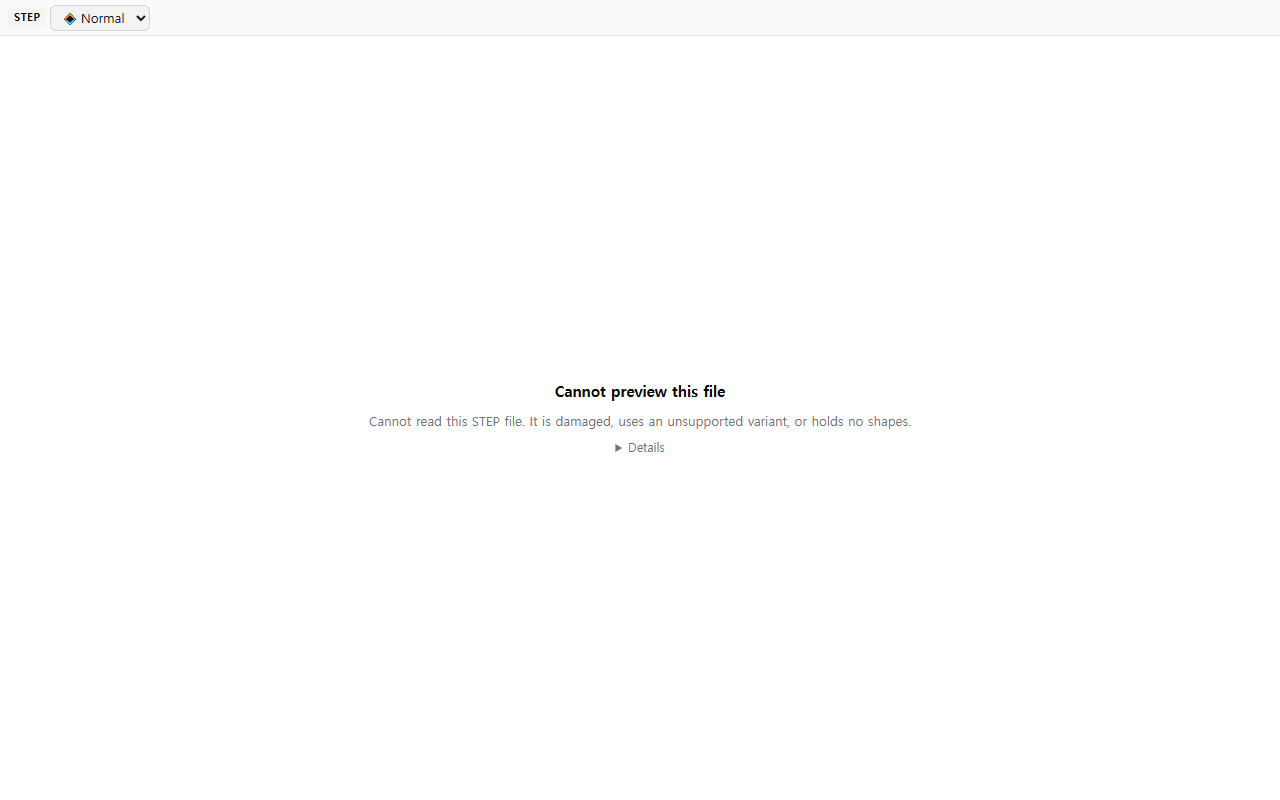 STEP
Normal
Cannot preview this file
Cannot read this STEP file. It is damaged, uses an unsupported variant, or holds no shapes.
Details